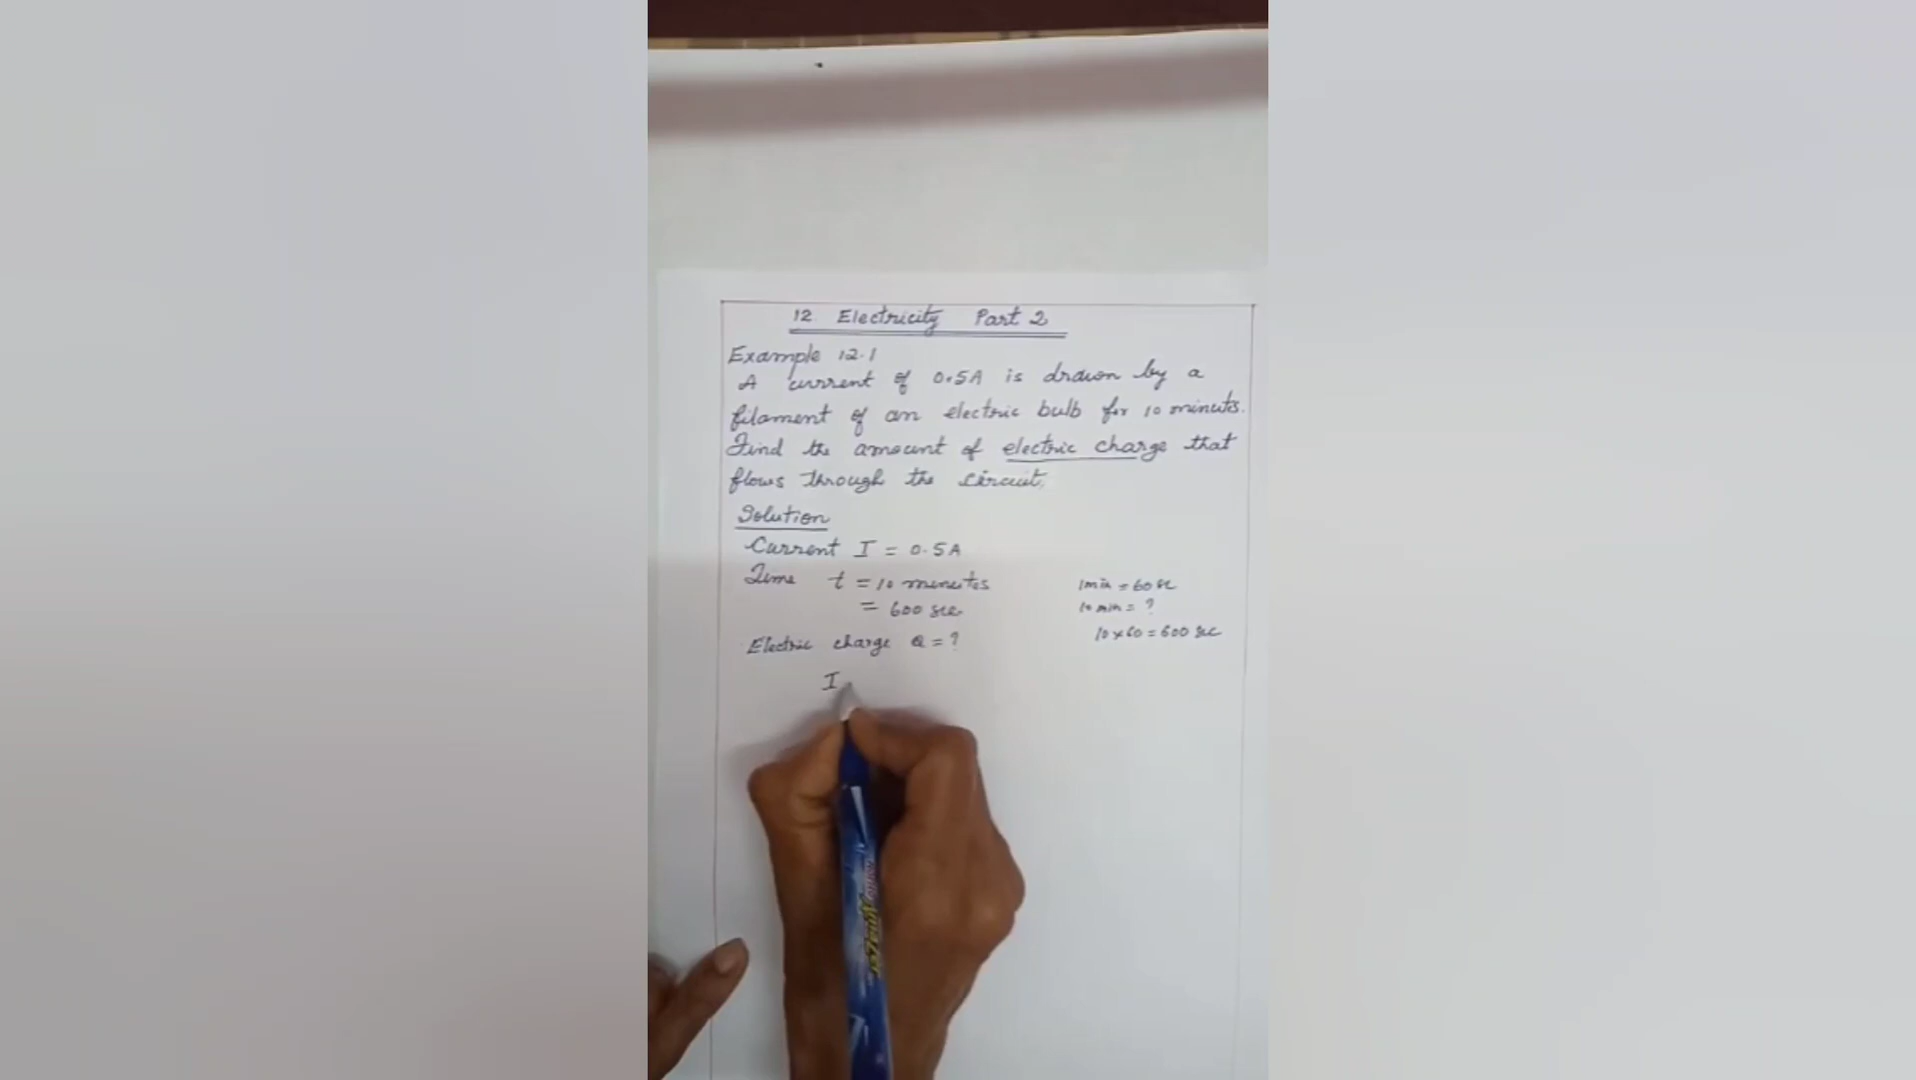 12 Electricity Part 2
Example 12.1
A current of 0.5A is drawn by a
filament of an electric bulb for 10 minutes.
Find the amount of electric charge that
flows through the circuit.
Solution
Current I = 0.5A
Time t = 10 minutes
= 600 sec
Electric charge Q = ?
I
1min = 60 sec
10 min = ?
10 x 60 = 600 sec